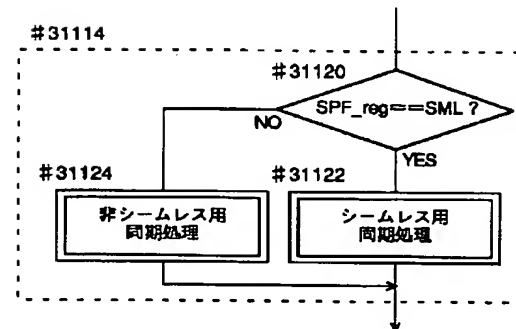 #31114
#31120
SPF_reg==SML ?
NO
YES
#31124
#31122
非シームレス用
同期処理
シームレス用
同期処理